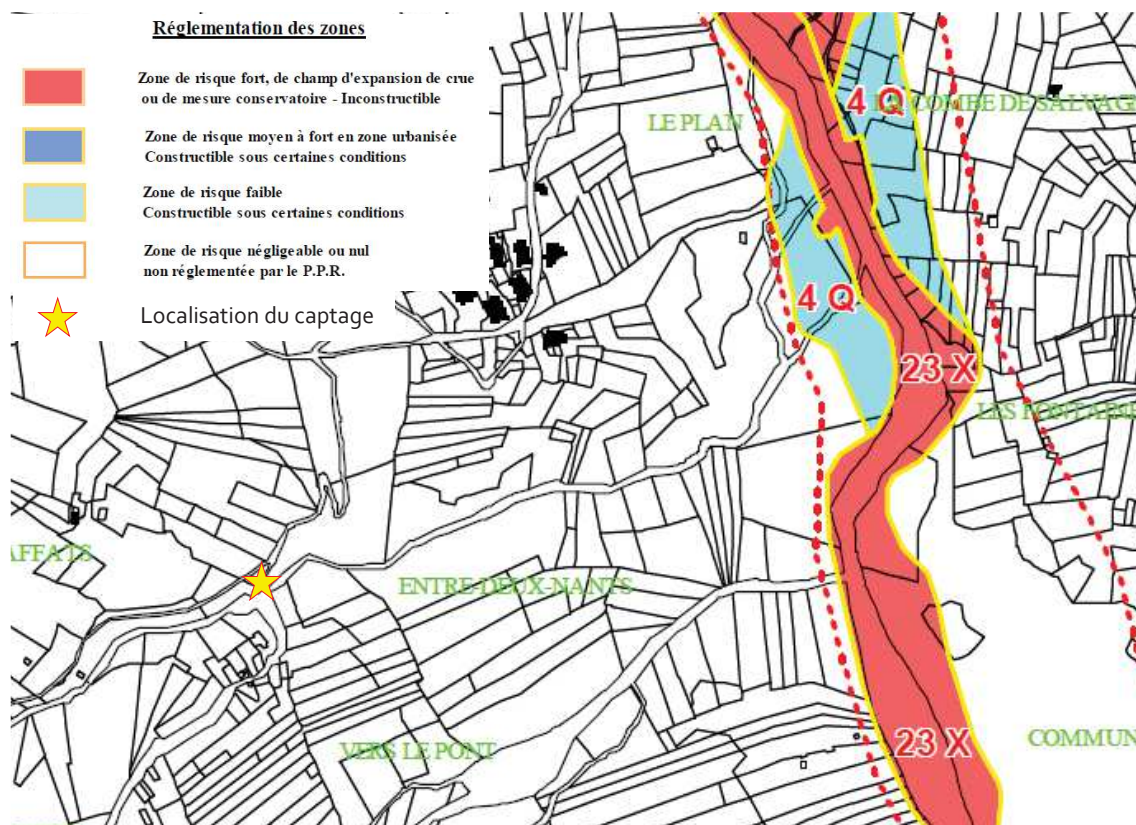 Réglementation des zones
Zone de risque fort, de champ d'expansion de crue
ou de mesure conservatoire - Inconstructible
Zone de risque moyen à fort en zone urbanisée
Constructible sous certaines conditions
Zone de risque faible
Constructible sous certaines conditions
Zone de risque négligeable ou nul
non réglementée par le P.P.R.
Localisation du captage
4 Q
LA COMBE DE SALVAG
LE PLAN
4 Q
23 X
LES FONTAINE
AFFATS
ENTRE-DEUX-NANTS
VERS LE PONT
23 X
COMMUN